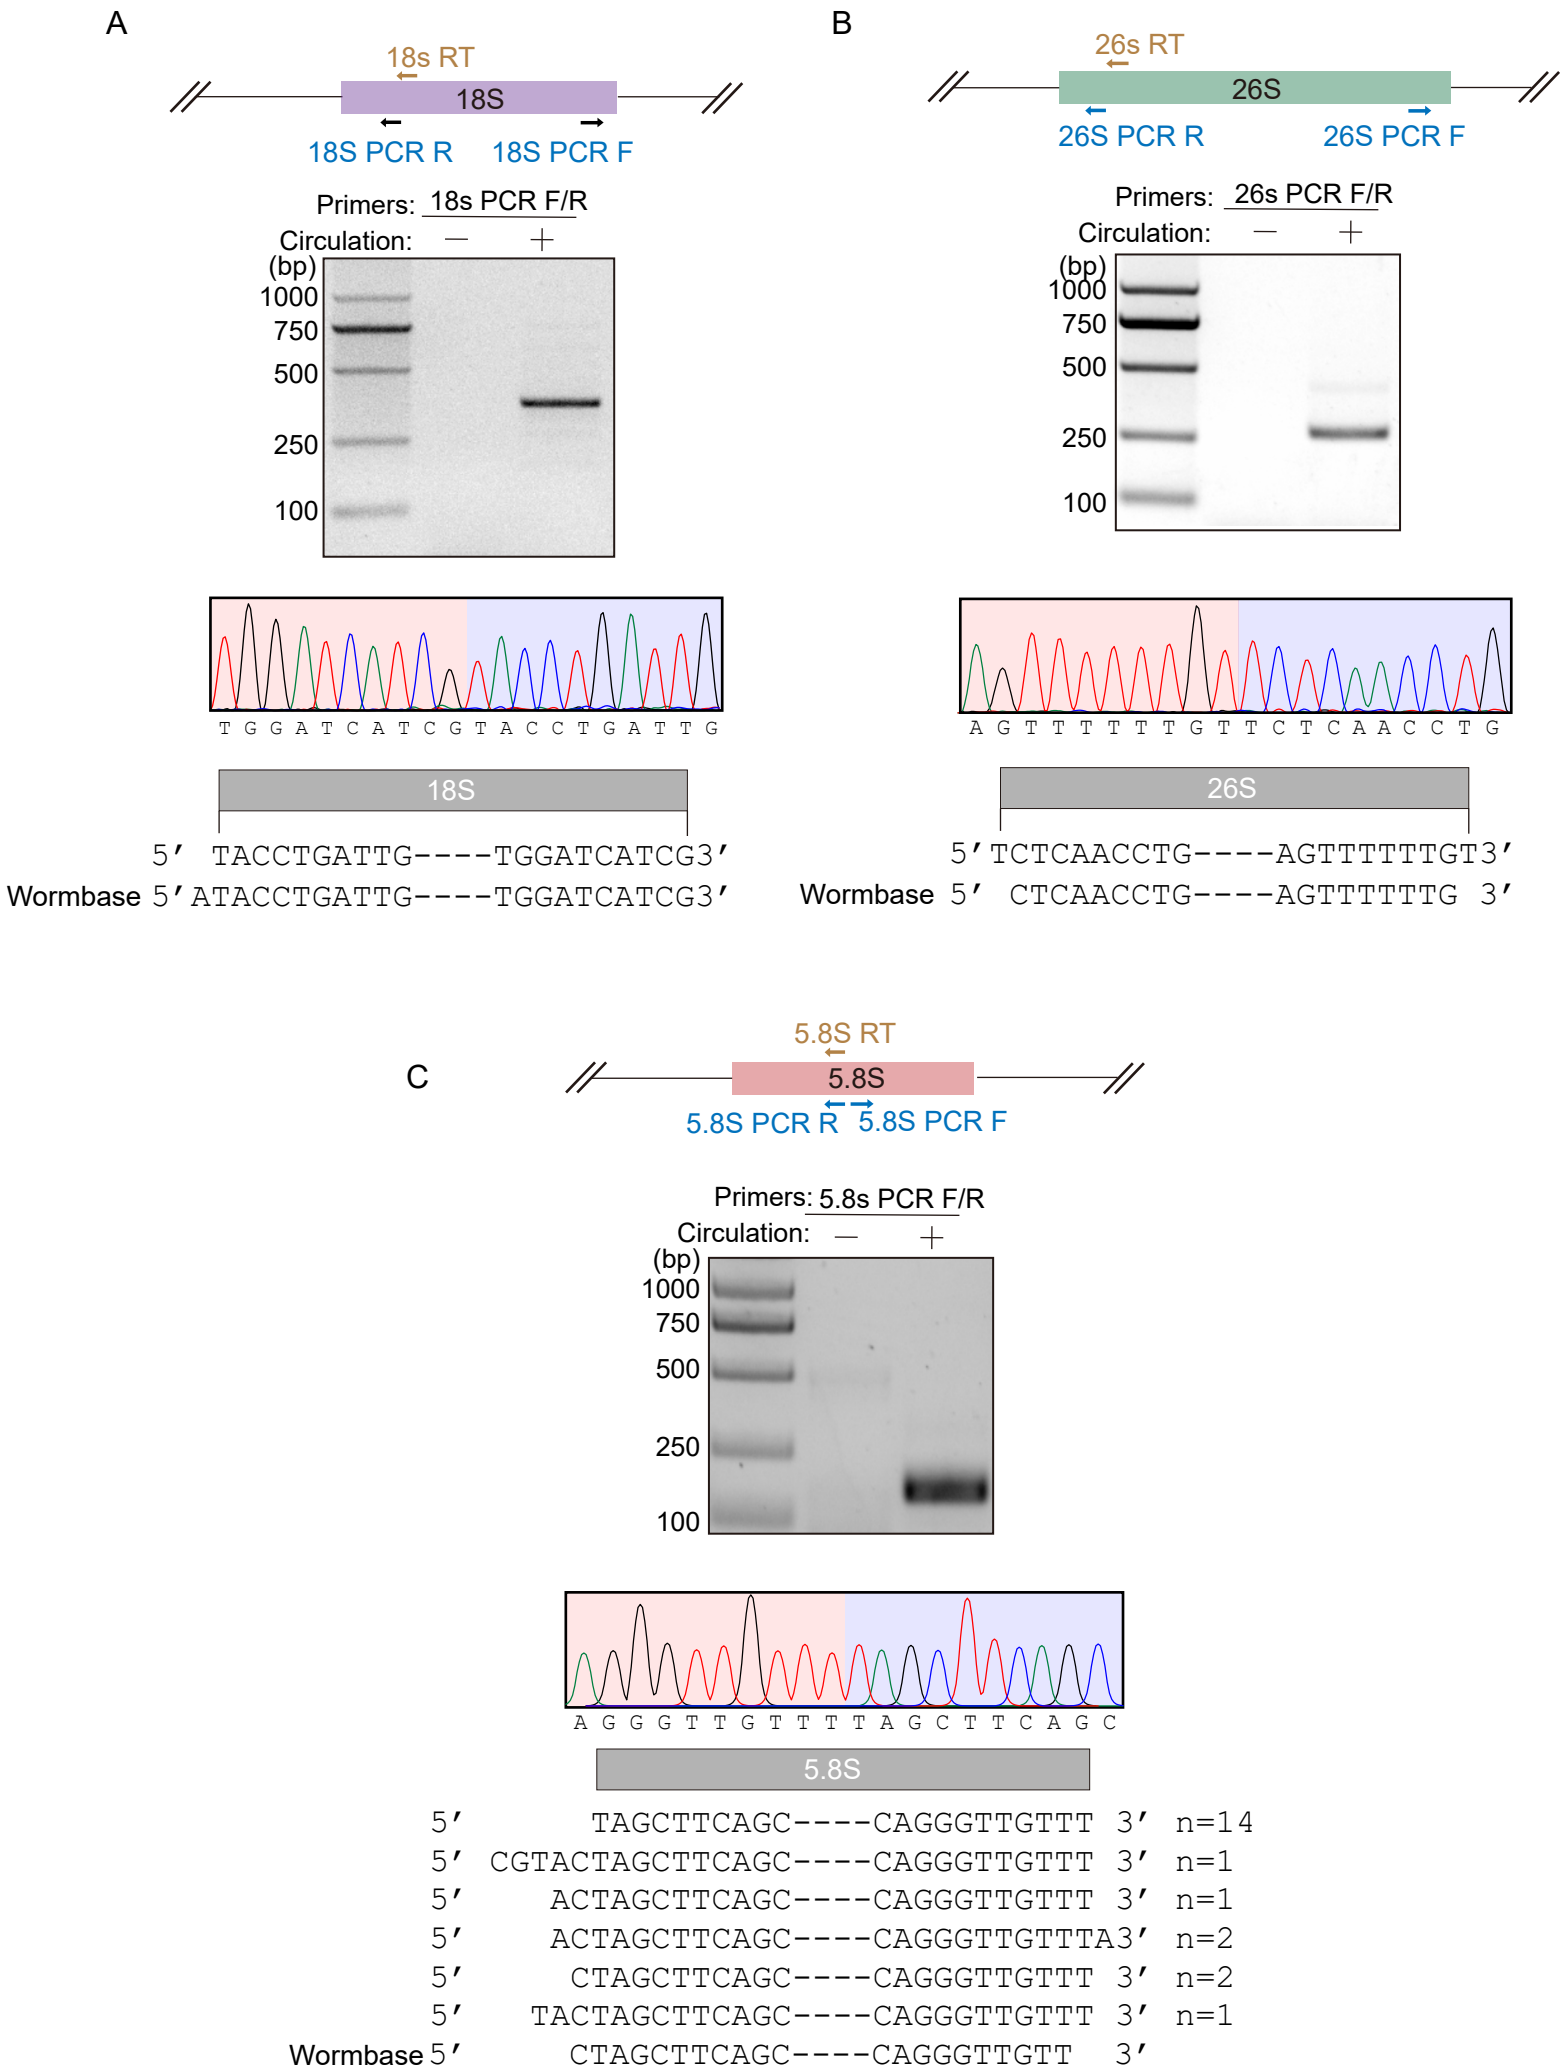 A
18s RT
18S
18S PCR R 18S PCR F
Primers: 18s PCR F/R
Circulation: — +
(bp)
1000
750
500
250
100
T G G A T C A T C G T A C C T G A T T G
18S
5′ TACCTGATTG----TGGATCATCG3′
Wormbase 5′ATACCTGATTG----TGGATCATCG3′
B
26s RT
26S
26S PCR R 26S PCR F
Primers: 26s PCR F/R
Circulation: — +
(bp)
1000
750
500
250
100
A G T T T T T T G T T C T C A A C C T G
26S
5′TCTCAACCTG----AGTTTTTTGT3′
Wormbase 5′ CTCAACCTG----AGTTTTTTG 3′
C
5.8S RT
5.8S
5.8S PCR R 5.8S PCR F
Primers: 5.8s PCR F/R
Circulation: — +
(bp)
1000
750
500
250
100
A G G G T T G T T T T A G C T T C A G C
5.8S
5′ TAGCTTCAGC----CAGGGTTGTTT 3′ n=14
5′ CGTACTAGCTTCAGC----CAGGGTTGTTT 3′ n=1
5′ ACTAGCTTCAGC----CAGGGTTGTTT 3′ n=1
5′ ACTAGCTTCAGC----CAGGGTTGTTTA3′ n=2
5′ CTAGCTTCAGC----CAGGGTTGTTT 3′ n=2
5′ TACTAGCTTCAGC----CAGGGTTGTTT 3′ n=1
Wormbase 5′ CTAGCTTCAGC----CAGGGTTGTT 3′